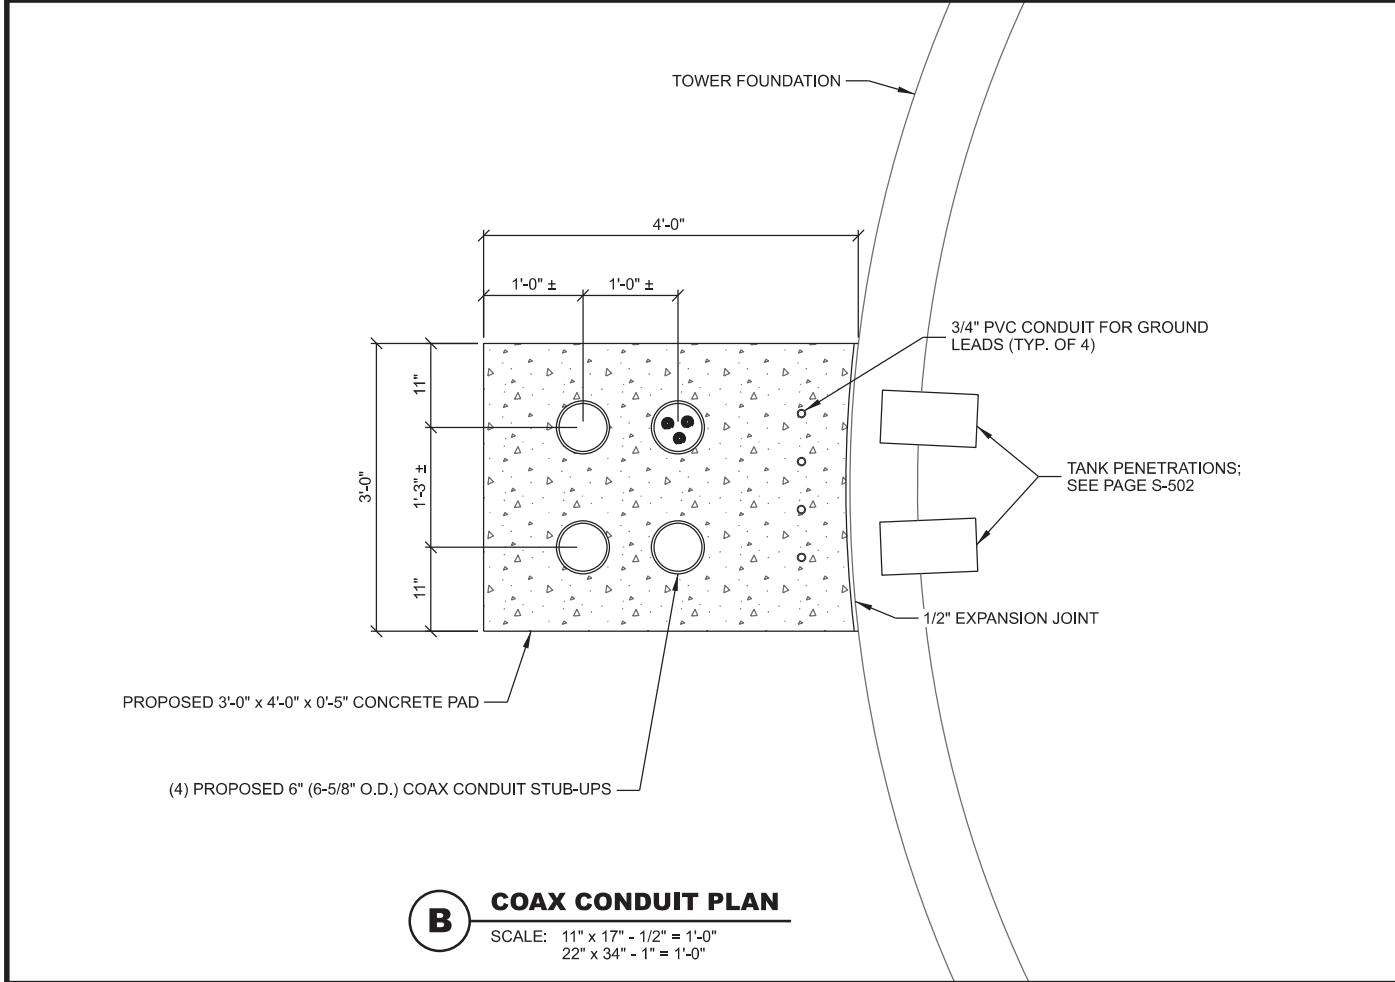 TOWER FOUNDATION
4'-0"
1'-0" ±
1'-0" ±
3/4" PVC CONDUIT FOR GROUND
LEADS (TYP. OF 4)
11"
3'-0"
1'-3" ±
TANK PENETRATIONS;
SEE PAGE S-502
11"
1/2" EXPANSION JOINT
PROPOSED 3'-0" x 4'-0" x 0'-5" CONCRETE PAD
(4) PROPOSED 6" (6-5/8" O.D.) COAX CONDUIT STUB-UPS
B
COAX CONDUIT PLAN
SCALE: 11" x 17" - 1/2" = 1'-0"
22" x 34" - 1" = 1'-0"